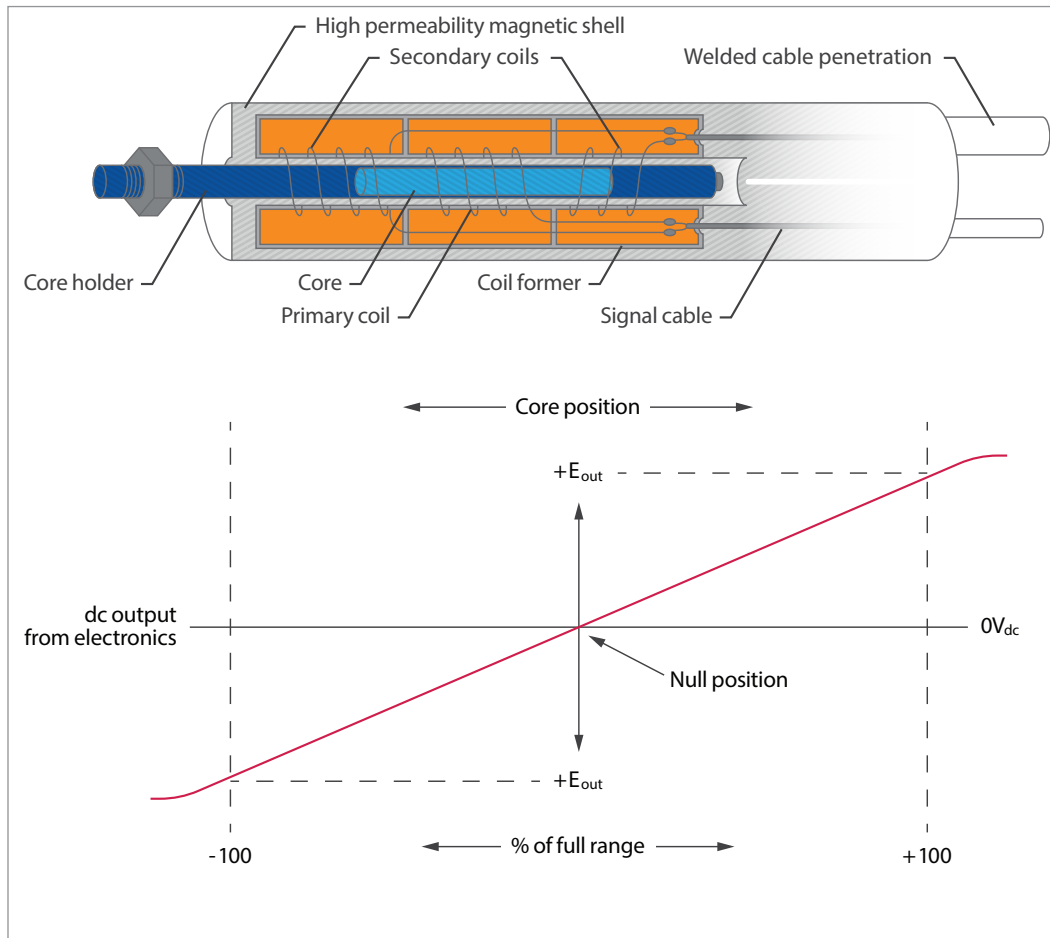 High permeability magnetic shell
Secondary coils
Welded cable penetration
Core holder
Core
Coil former
Primary coil
Signal cable
Core position
+Eout
dc output
from electronics
0Vdc
Null position
+Eout
-100
% of full range
+100